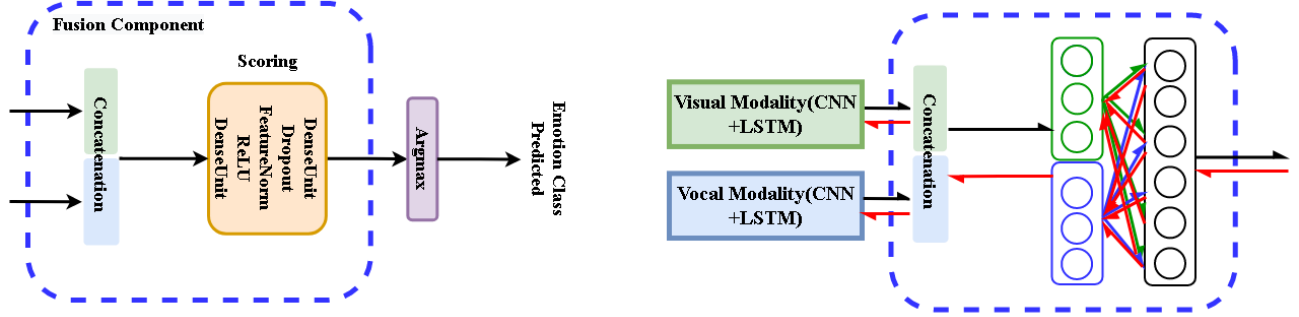 Fusion Component
Scoring
Concatenation
DenseUnit
ReLU
FeatureNorm
Dropout
DenseUnit
Argmax
Emotion Class
Predicted
Visual Modality(CNN
+LSTM)
Vocal Modality(CNN
+LSTM)
Concatenation